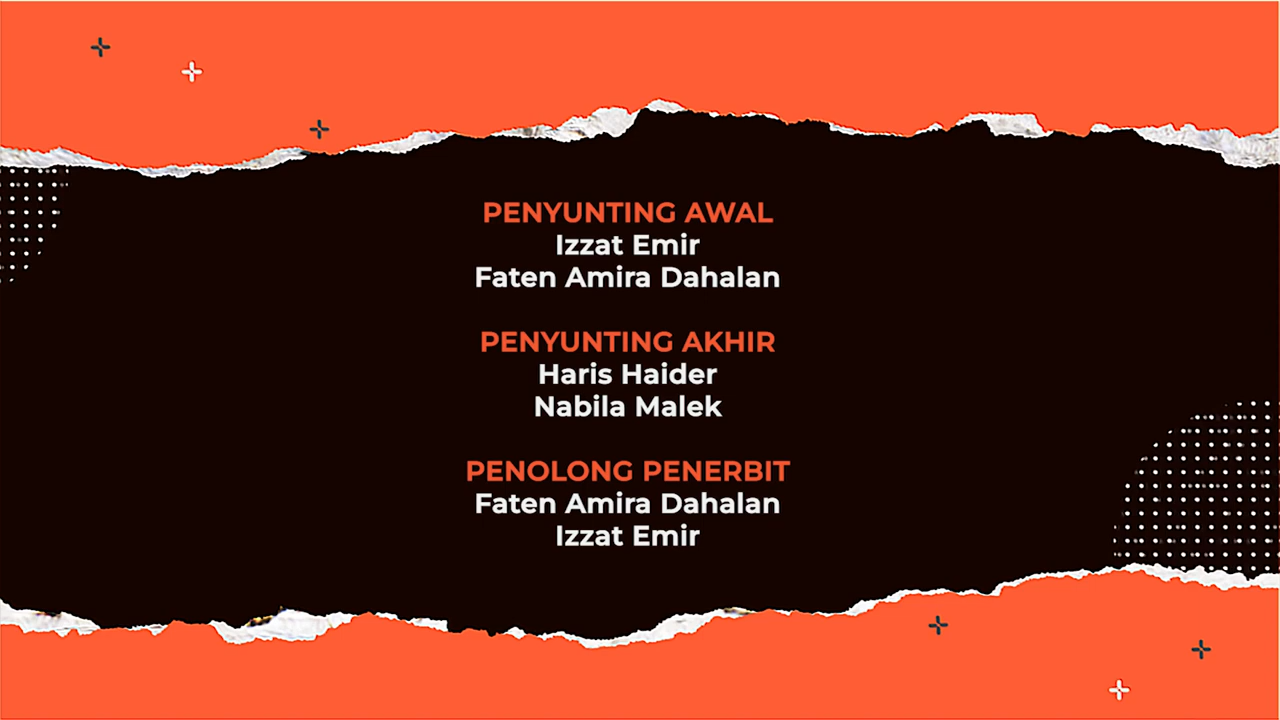 PENYUNTING AWAL
Izzat Emir
Faten Amira Dahalan
PENYUNTING AKHIR
Haris Haider
Nabila Malek
PENOLONG PENERBIT
Faten Amira Dahalan
Izzat Emir